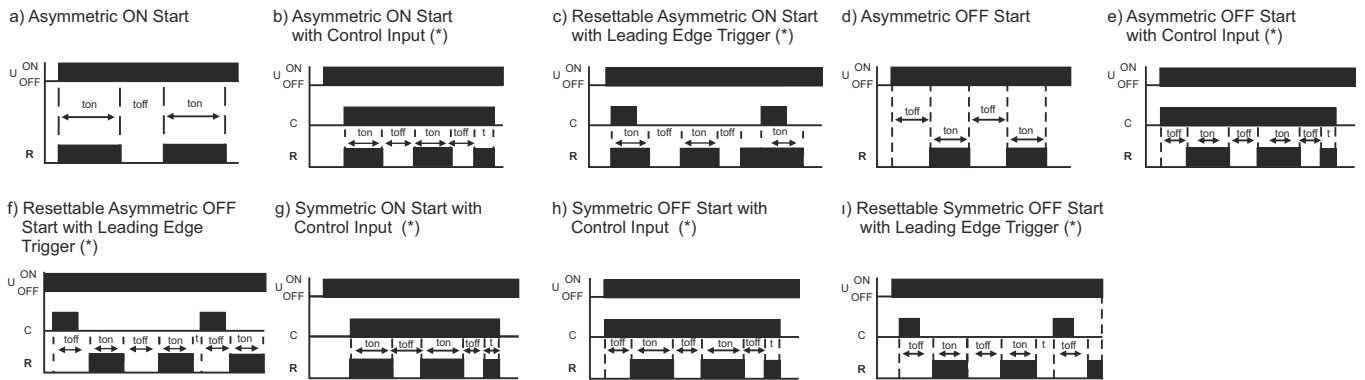 a) Asymmetric ON Start
b) Asymmetric ON Start
with Control Input (*)
c) Resettable Asymmetric ON Start
with Leading Edge Trigger (*)
d) Asymmetric OFF Start
e) Asymmetric OFF Start
with Control Input (*)
U ON
OFF
ton toff ton
R
U ON
OFF
C
ton toff ton toff t
R
U ON
OFF
C
ton toff ton toff ton
R
U ON
OFF
toff toff
ton ton
R
U ON
OFF
C
toff ton toff ton toff t
R
f) Resettable Asymmetric OFF
Start with Leading Edge
Trigger (*)
g) Symmetric ON Start with
Control Input (*)
h) Symmetric OFF Start with
Control Input (*)
ı) Resettable Symmetric OFF Start
with Leading Edge Trigger (*)
U ON
OFF
C
toff ton toff ton t toff ton
R
U ON
OFF
C
ton toff ton toff t
R
U ON
OFF
C
toff ton toff ton toff t
R
U ON
OFF
C
toff ton toff ton t toff
R